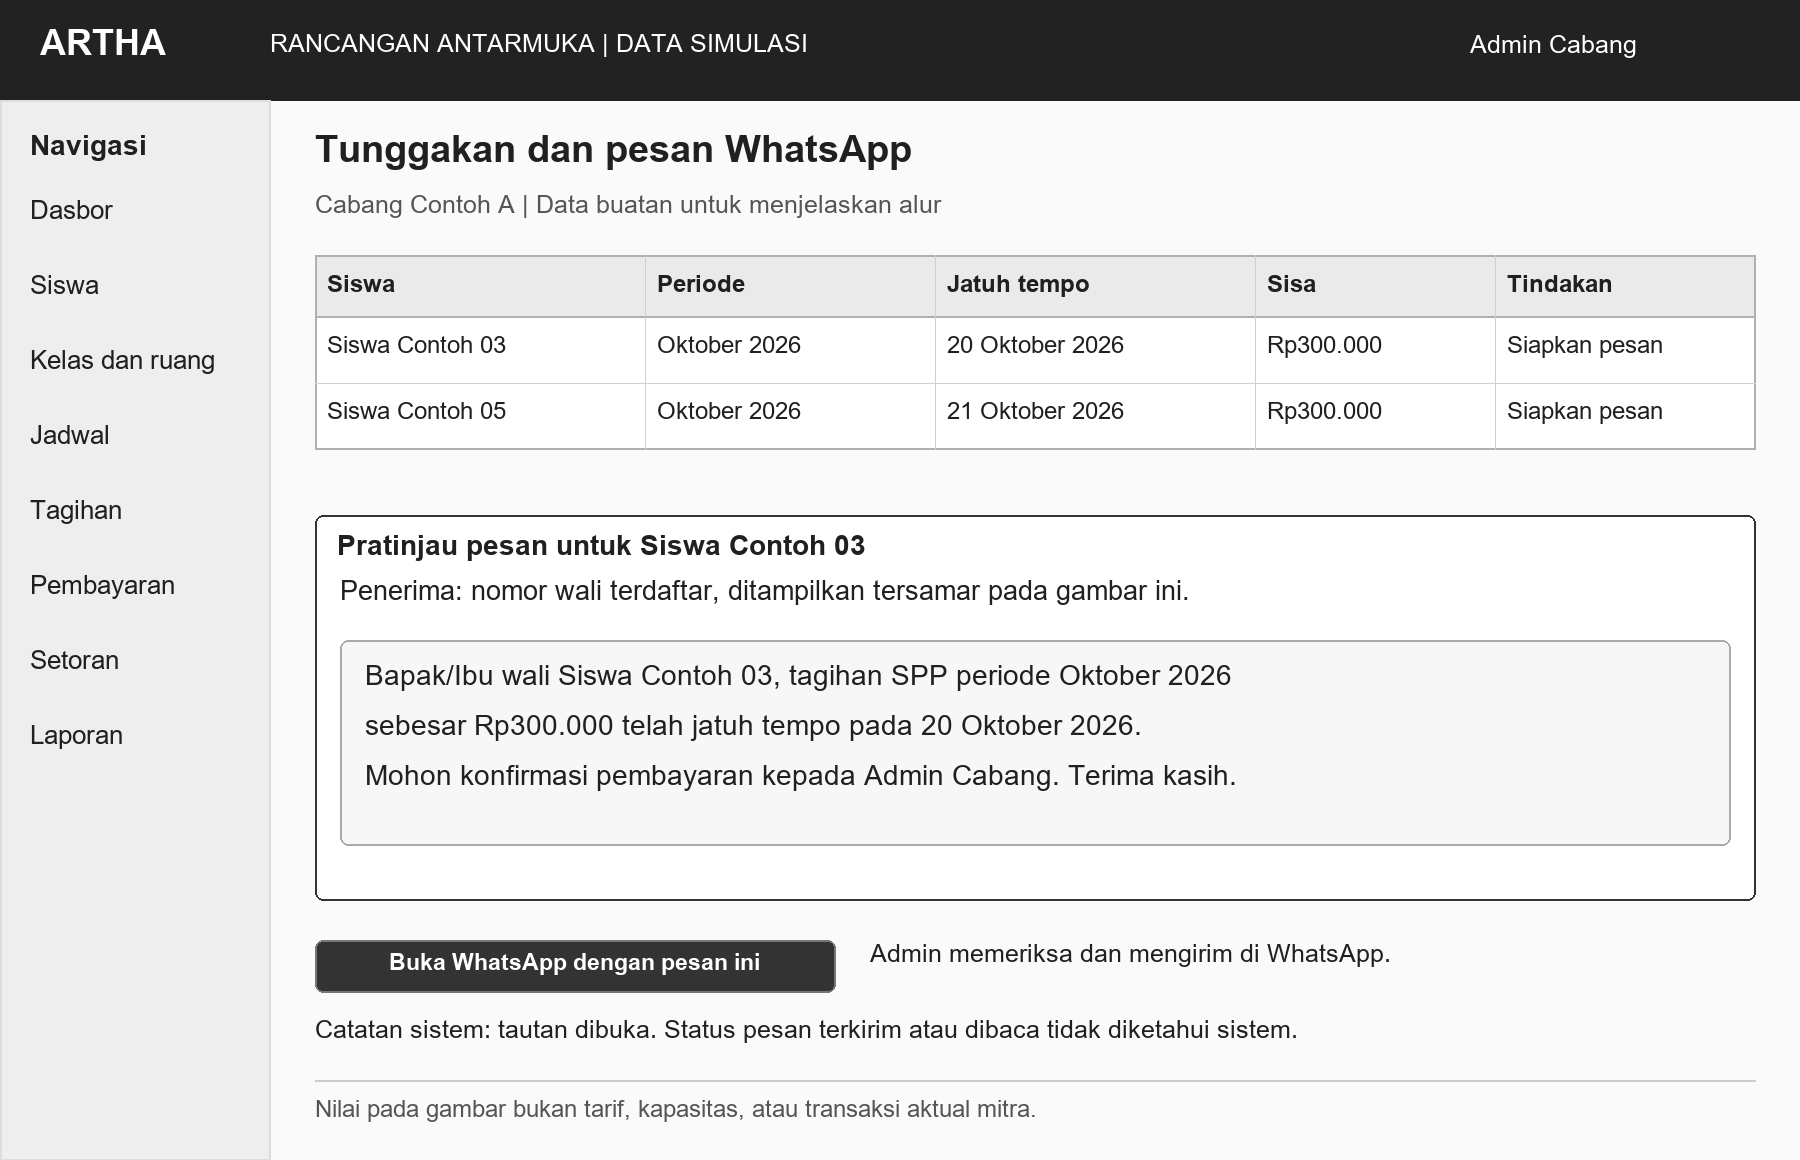 ARTHA
RANCANGAN ANTARMUKA | DATA SIMULASI
Admin Cabang
Navigasi
Dasbor
Siswa
Kelas dan ruang
Jadwal
Tagihan
Pembayaran
Setoran
Laporan
Tunggakan dan pesan WhatsApp
Cabang Contoh A | Data buatan untuk menjelaskan alur
Siswa Periode Jatuh tempo Sisa Tindakan
Siswa Contoh 03 Oktober 2026 20 Oktober 2026 Rp300.000 Siapkan pesan
Siswa Contoh 05 Oktober 2026 21 Oktober 2026 Rp300.000 Siapkan pesan
Pratinjau pesan untuk Siswa Contoh 03
Penerima: nomor wali terdaftar, ditampilkan tersamar pada gambar ini.
Bapak/Ibu wali Siswa Contoh 03, tagihan SPP periode Oktober 2026
sebesar Rp300.000 telah jatuh tempo pada 20 Oktober 2026.
Mohon konfirmasi pembayaran kepada Admin Cabang. Terima kasih.
Buka WhatsApp dengan pesan ini
Admin memeriksa dan mengirim di WhatsApp.
Catatan sistem: tautan dibuka. Status pesan terkirim atau dibaca tidak diketahui sistem.
Nilai pada gambar bukan tarif, kapasitas, atau transaksi aktual mitra.